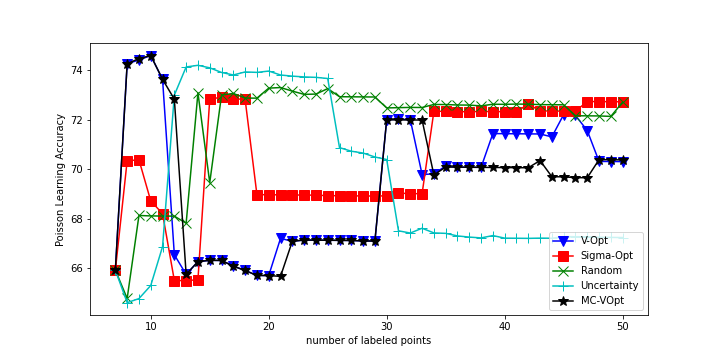 74
72
70
68
66
Poisson Learning Accuracy
10
20
30
40
50
number of labeled points
V-Opt
Sigma-Opt
Random
Uncertainty
MC-VOpt